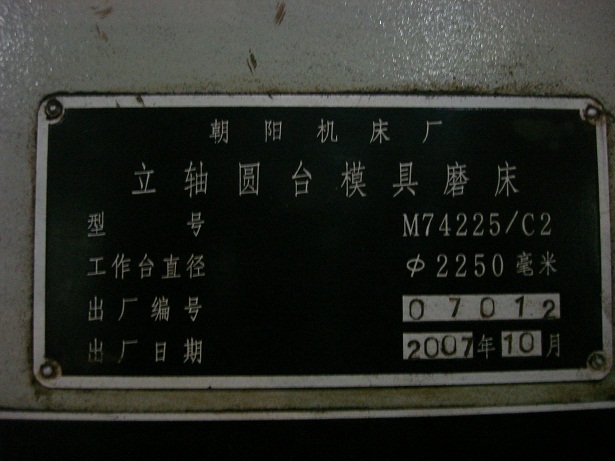 朝阳机床厂
立轴圆台模具磨床
型号 M74225/C2
工作台直径 φ2250毫米
出厂编号 07012
出厂日期 2007年10月